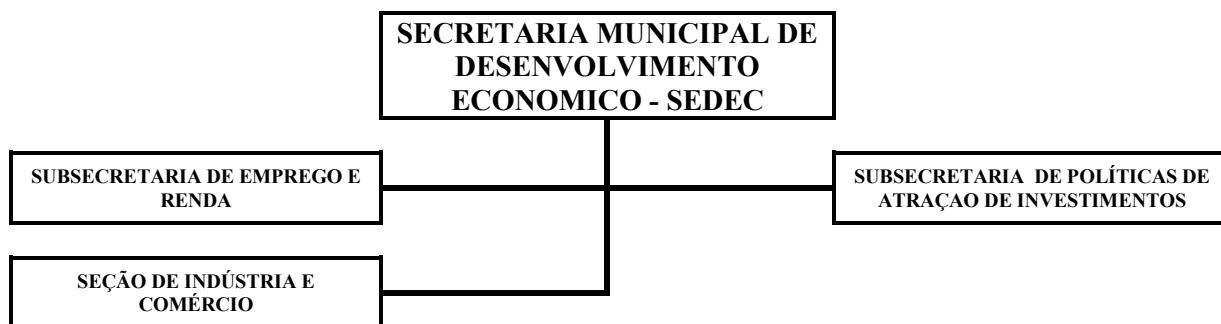 SECRETARIA MUNICIPAL DE
DESENVOLVIMENTO
ECONOMICO - SEDEC
SUBSECRETARIA DE EMPREGO E
RENDA
SUBSECRETARIA DE POLÍTICAS DE
ATRAÇAO DE INVESTIMENTOS
SEÇÃO DE INDÚSTRIA E
COMÉRCIO